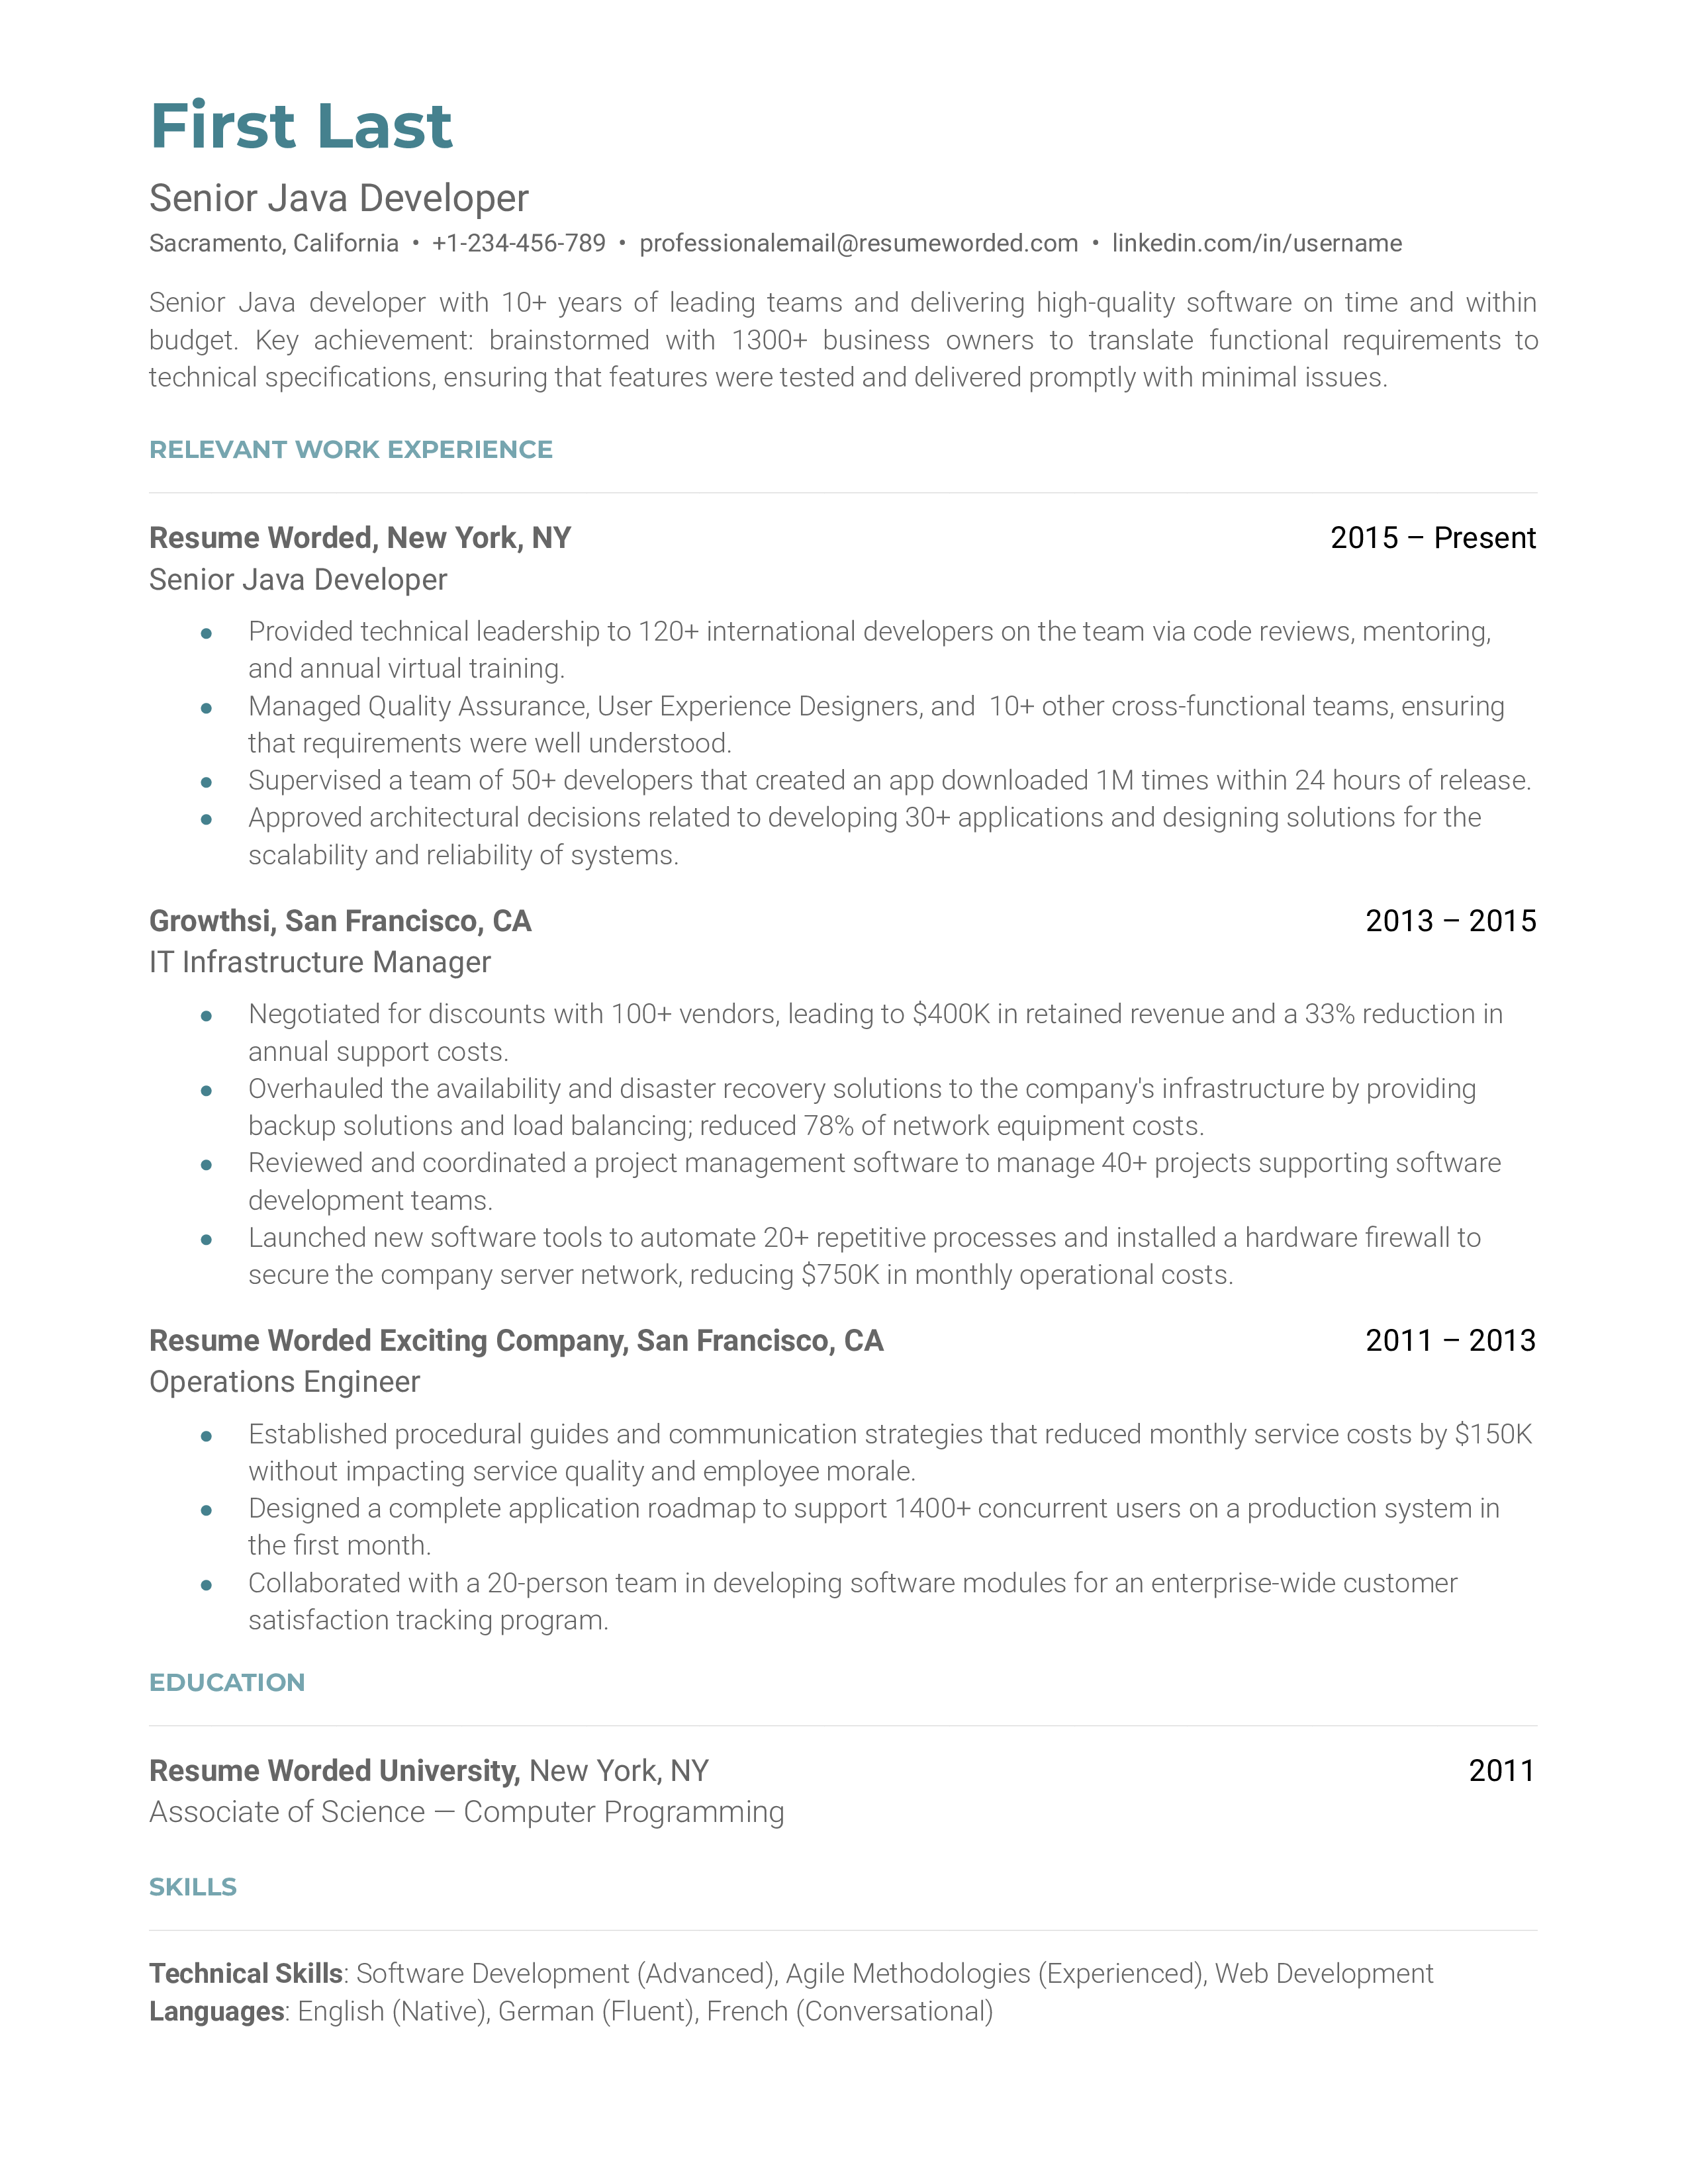 First Last
Senior Java Developer
Sacramento, California • +1-234-456-789 • professionalemail@resumeworded.com • linkedin.com/in/username
Senior Java developer with 10+ years of leading teams and delivering high-quality software on time and within
budget. Key achievement: brainstormed with 1300+ business owners to translate functional requirements to
technical specifications, ensuring that features were tested and delivered promptly with minimal issues.
RELEVANT WORK EXPERIENCE
Resume Worded, New York, NY 2015 – Present
Senior Java Developer
● Provided technical leadership to 120+ international developers on the team via code reviews, mentoring,
and annual virtual training.
● Managed Quality Assurance, User Experience Designers, and  10+ other cross-functional teams, ensuring
that requirements were well understood.
● Supervised a team of 50+ developers that created an app downloaded 1M times within 24 hours of release.
● Approved architectural decisions related to developing 30+ applications and designing solutions for the
scalability and reliability of systems.
Growthsi, San Francisco, CA 2013 – 2015
IT Infrastructure Manager
● Negotiated for discounts with 100+ vendors, leading to $400K in retained revenue and a 33% reduction in
annual support costs.
● Overhauled the availability and disaster recovery solutions to the company's infrastructure by providing
backup solutions and load balancing; reduced 78% of network equipment costs.
● Reviewed and coordinated a project management software to manage 40+ projects supporting software
development teams.
● Launched new software tools to automate 20+ repetitive processes and installed a hardware firewall to
secure the company server network, reducing $750K in monthly operational costs.
Resume Worded Exciting Company, San Francisco, CA 2011 – 2013
Operations Engineer
● Established procedural guides and communication strategies that reduced monthly service costs by $150K
without impacting service quality and employee morale.
● Designed a complete application roadmap to support 1400+ concurrent users on a production system in
the first month.
● Collaborated with a 20-person team in developing software modules for an enterprise-wide customer
satisfaction tracking program.
EDUCATION
Resume Worded University, New York, NY 2011
Associate of Science — Computer Programming
SKILLS
Technical Skills: Software Development (Advanced), Agile Methodologies (Experienced), Web Development
Languages: English (Native), German (Fluent), French (Conversational)